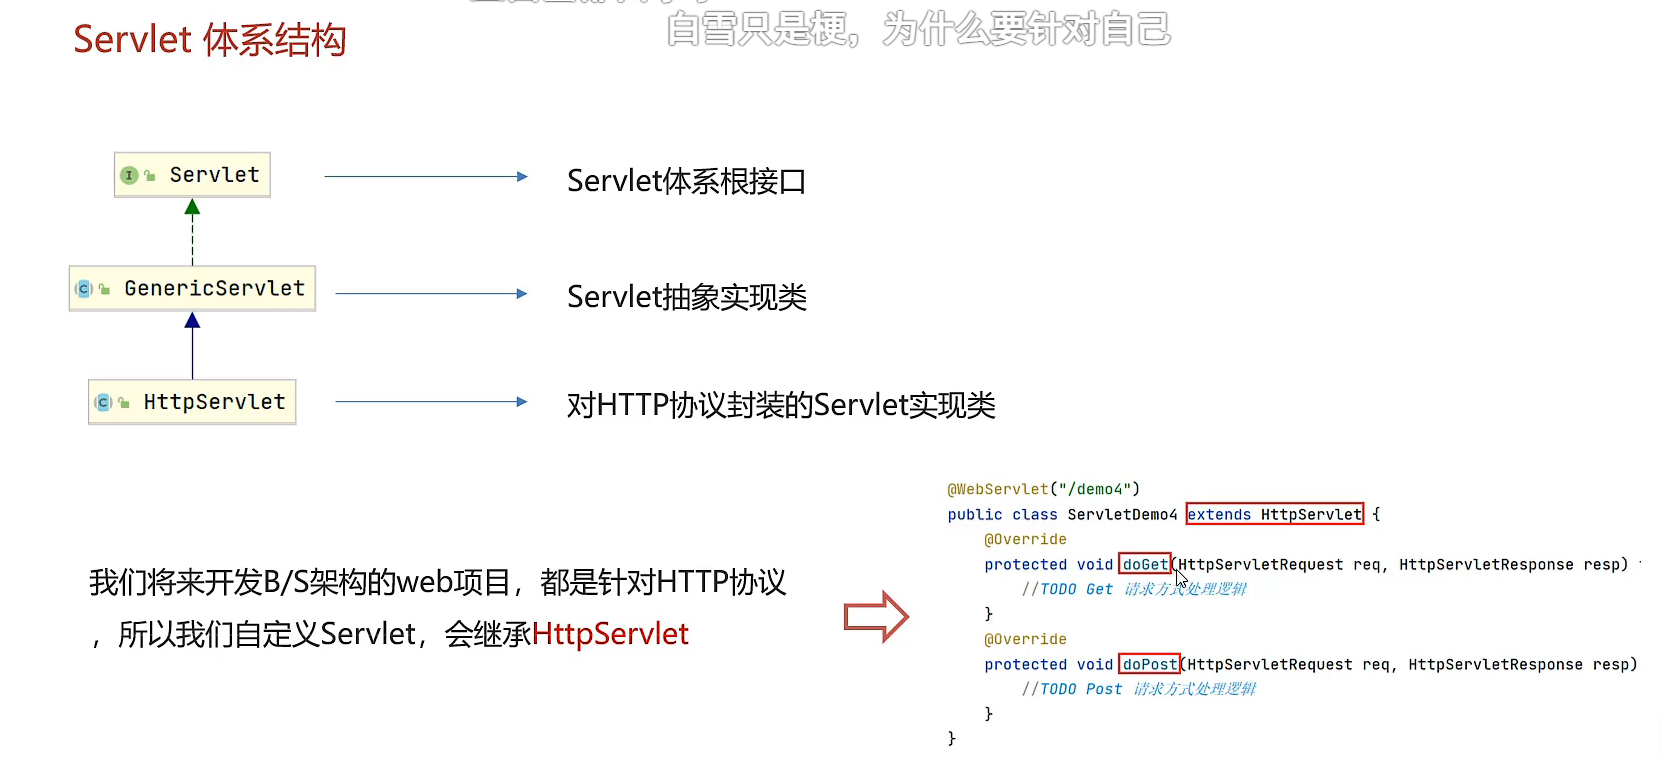 白雪只是梗，为什么要针对自己
Servlet 体系结构
Servlet
Servlet体系根接口
GenericServlet
Servlet抽象实现类
HttpServlet
对HTTP协议封装的Servlet实现类
我们将来开发B/S架构的web项目，都是针对HTTP协议
，所以我们自定义Servlet，会继承HttpServlet
@WebServlet("/demo4")
public class ServletDemo4 extends HttpServlet {
@Override
protected void doGet(HttpServletRequest req, HttpServletResponse resp)
//TODO Get 请求方式处理逻辑
}
@Override
protected void doPost(HttpServletRequest req, HttpServletResponse resp)
//TODO Post 请求方式处理逻辑
}
}